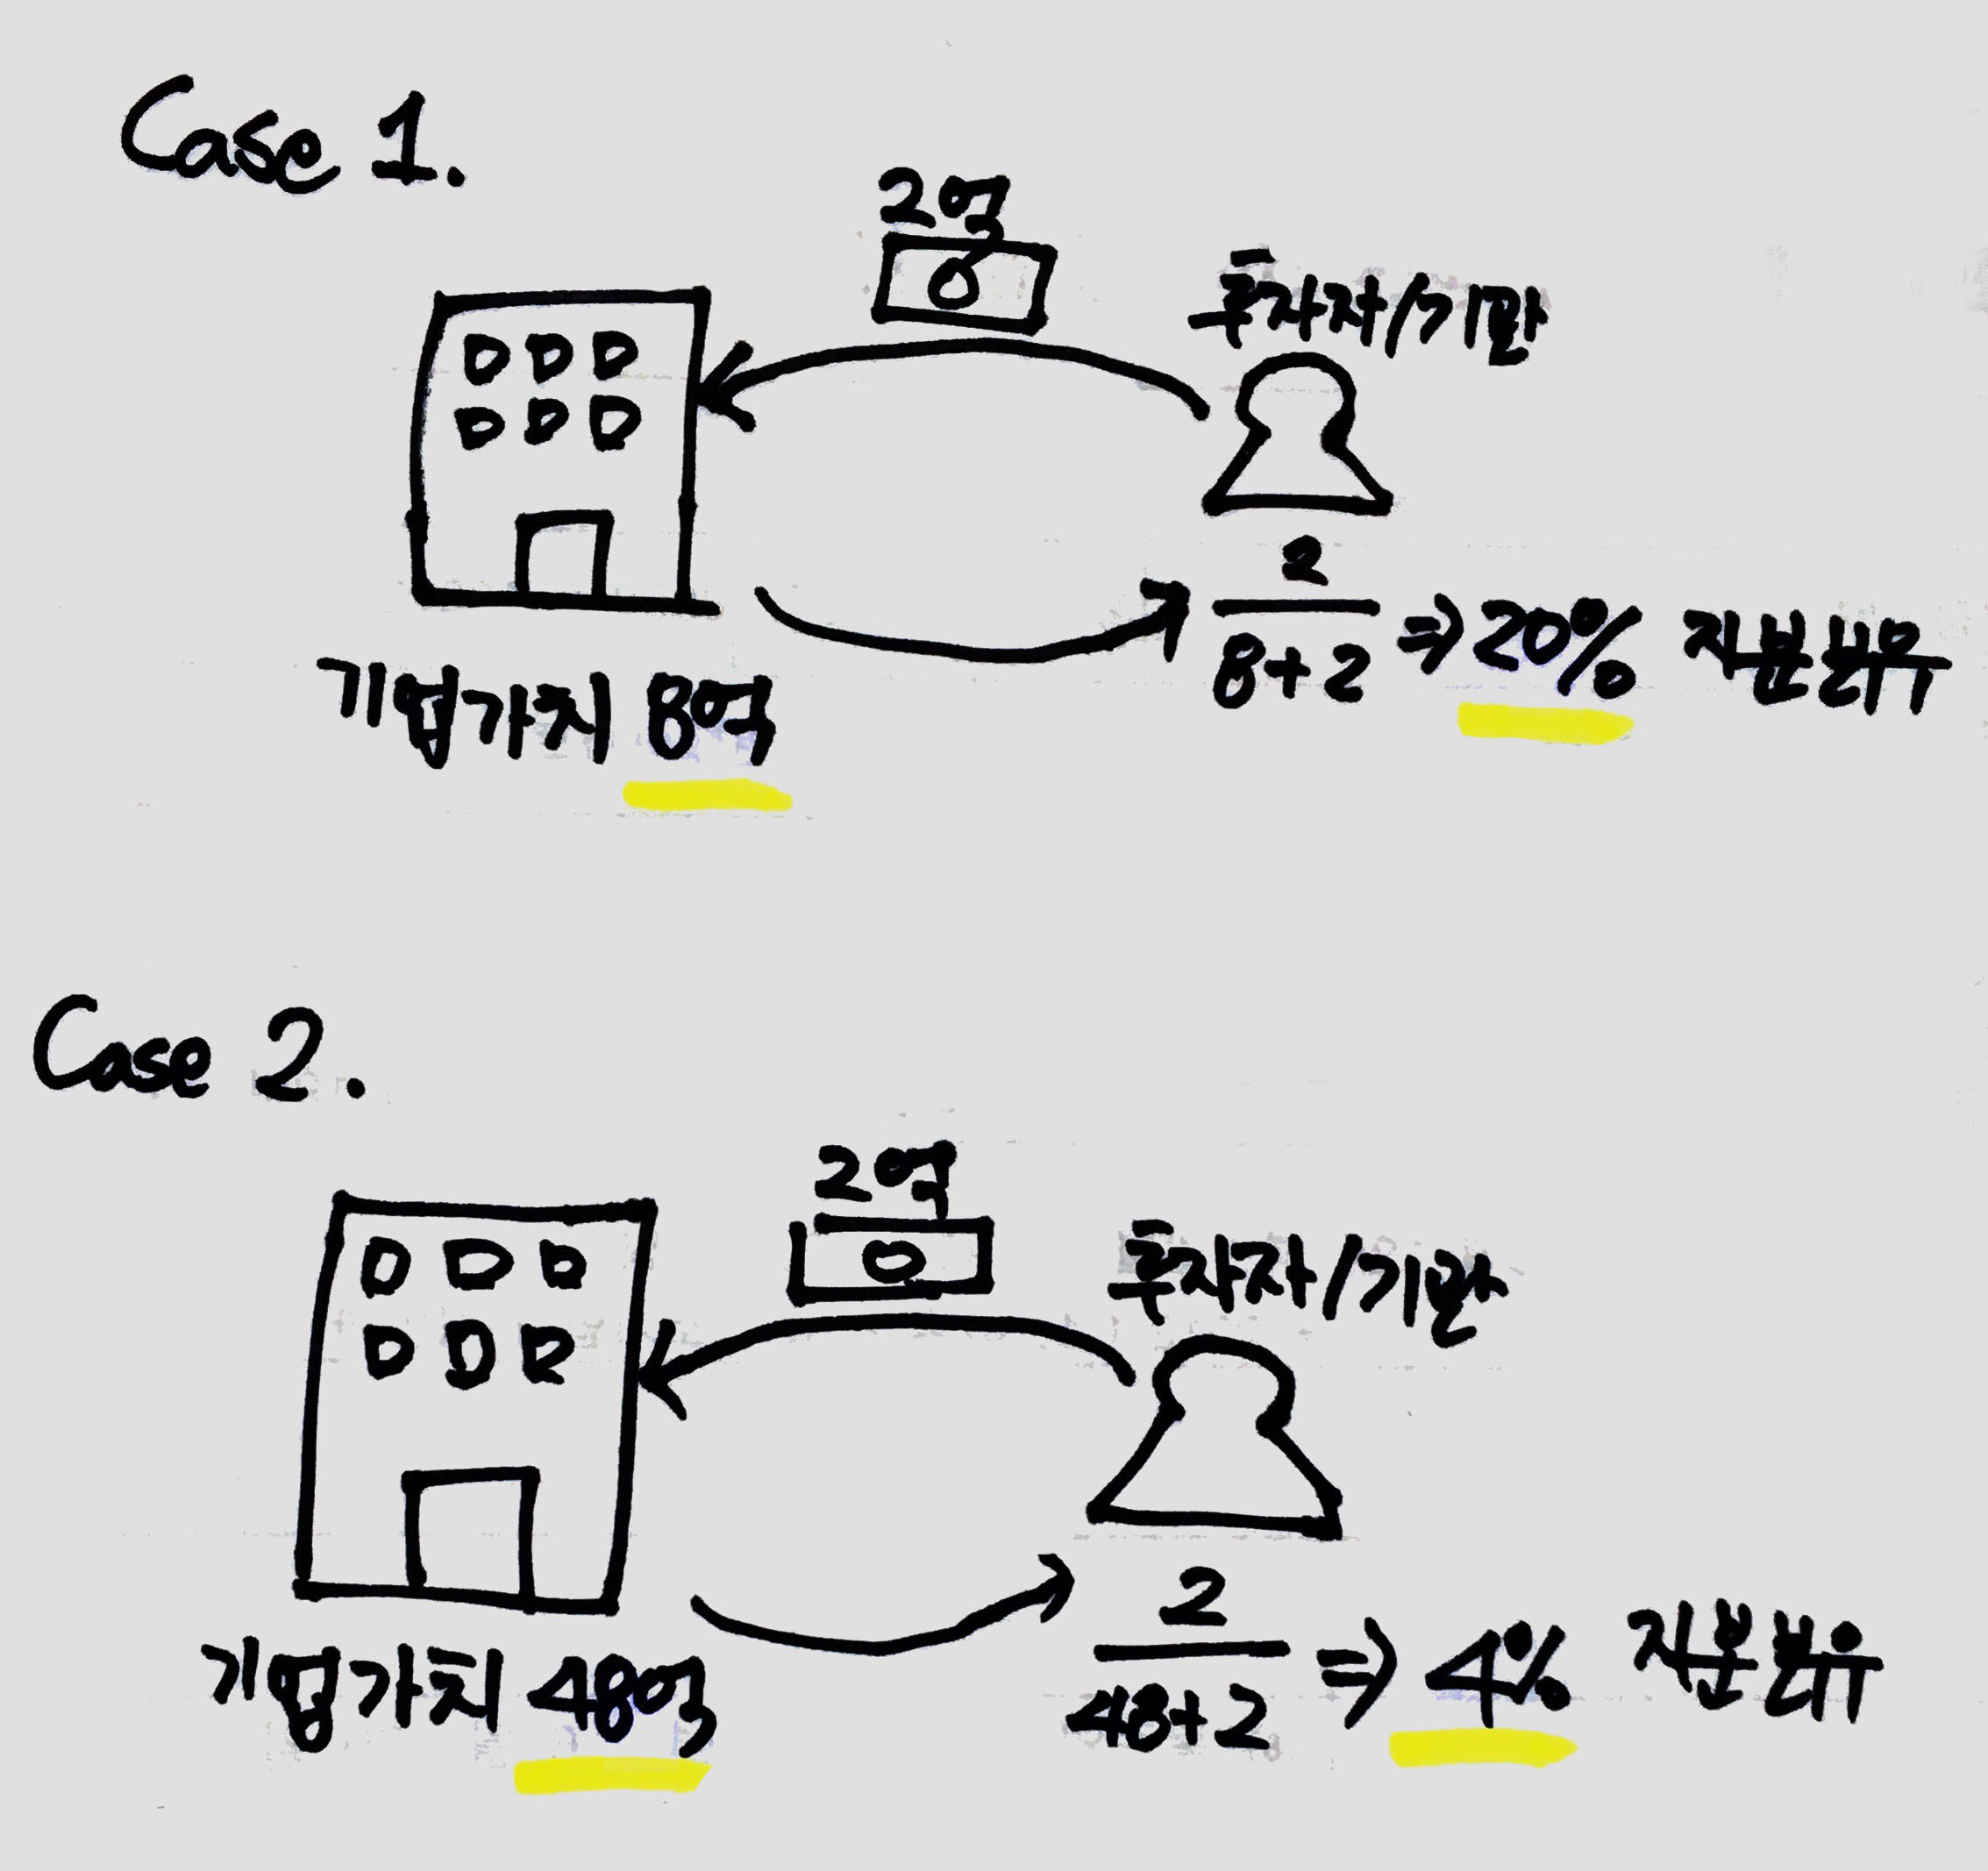 Case 1.
2억
투자자/기관
2
8+2
⇒ 20% 지분보유
기업가치 8억
Case 2.
2억
투자자/기관
2
48+2
⇒ 4% 지분보유
기업가치 48억